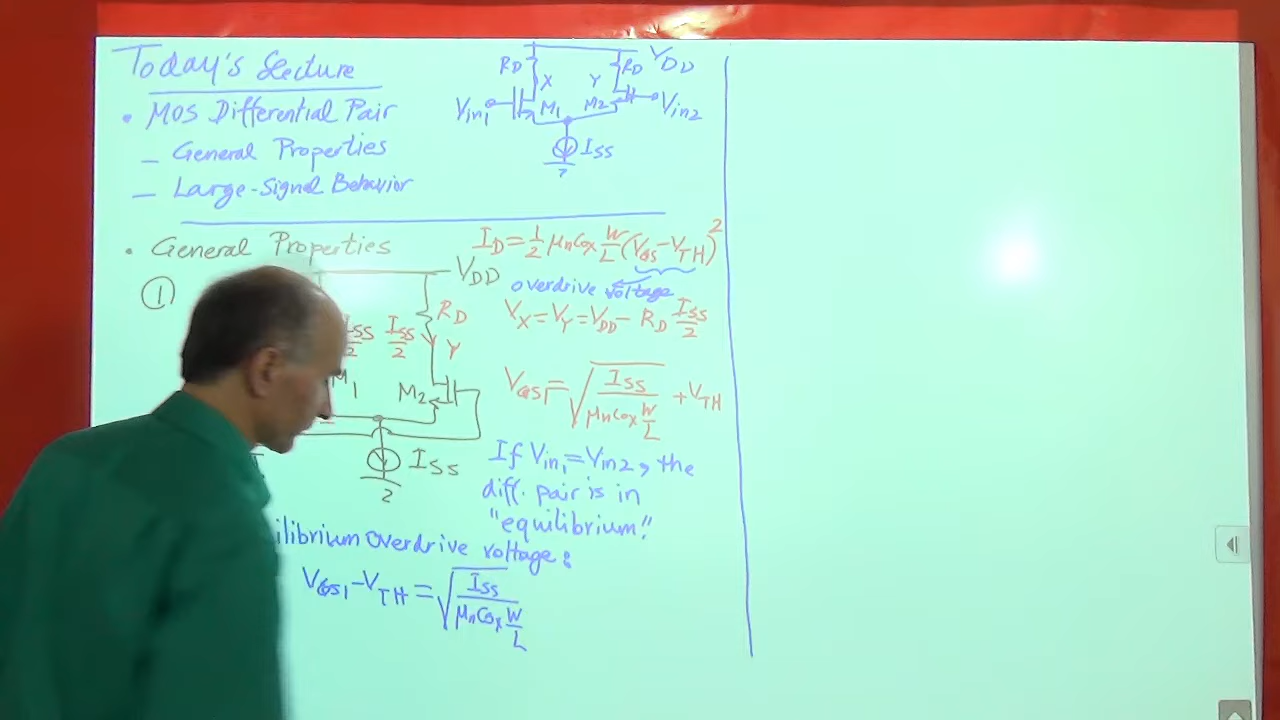 Today's Lecture
• MOS Differential Pair
– General Properties
– Large-Signal Behavior
RD X Y RD VDD
Vin1 M1 M2 Vin2
ISS
• General Properties
①
VDD
RD
ISS/2 ISS/2 Y
M1 M2
ISS
ID = 1/2 μnCox W/L (VGS – VTH)²
overdrive voltage
VX = VY = VDD – RD ISS/2
VGS1 = √(ISS / μnCox W/L) + VTH
If Vin1 = Vin2, the
diff. pair is in
"equilibrium."
ilibrium Overdrive voltage:
VGS1 – VTH = √(ISS / μnCox W/L)